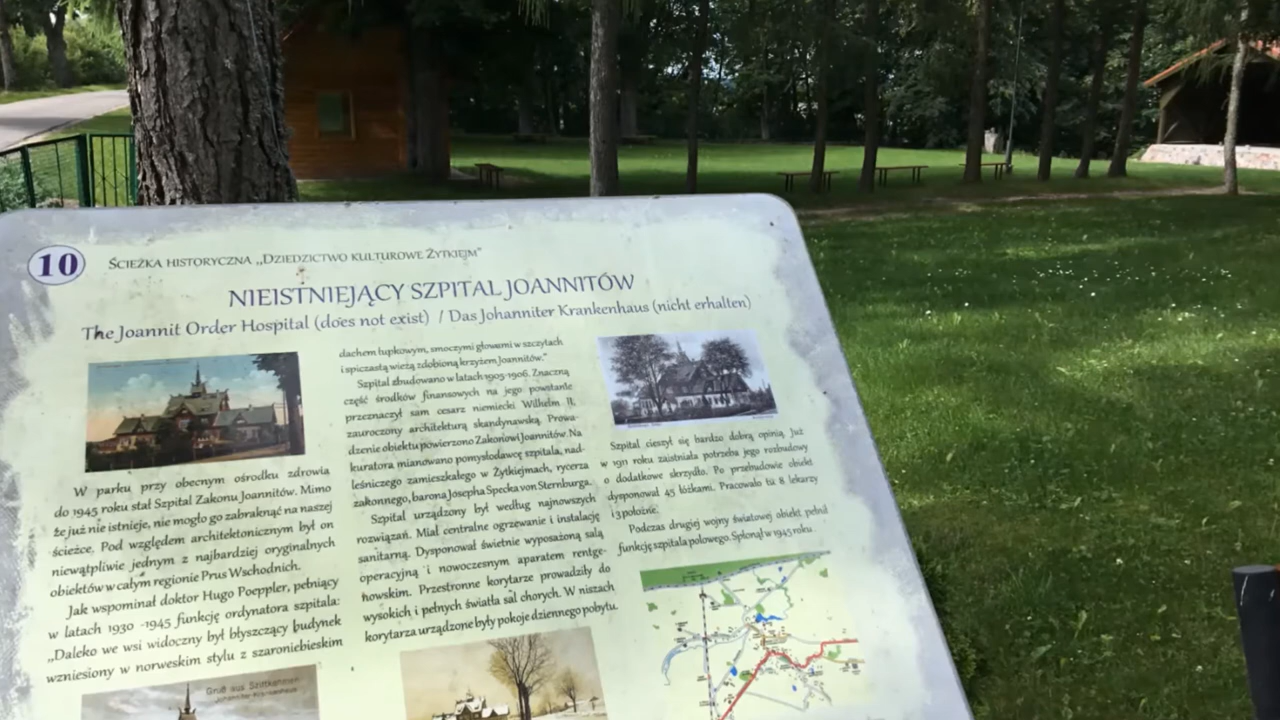 10
Ścieżka historyczna „Dziedzictwo kulturowe Żytkiejm"
NIEISTNIEJĄCY SZPITAL JOANNITÓW
The Joannit Order Hospital (does not exist) / Das Johanniter Krankenhaus (nicht erhalten)
W parku przy obecnym ośrodku zdrowia
do 1945 roku stał Szpital Zakonu Joannitów. Mimo
że już nie istnieje, nie mogło go zabraknąć na naszej
ścieżce. Pod względem architektonicznym był on
niewątpliwie jednym z najbardziej oryginalnych
obiektów w całym regionie Prus Wschodnich.
Jak wspominał doktor Hugo Poeppler, pełniący
w latach 1930 -1945 funkcję ordynatora szpitala:
„Daleko we wsi widoczny był błyszczący budynek
wzniesiony w norweskim stylu z szaroniebieskim
Gruß aus Szittkehmen
Johanniter-Krankenhaus
dachem łupkowym, smoczymi głowami w szczytach
i spiczastą wieżą zdobioną krzyżem Joannitów."
Szpital zbudowano w latach 1905-1906. Znaczną
część środków finansowych na jego powstanie
przeznaczył sam cesarz niemiecki Wilhelm II,
zauroczony architekturą skandynawską. Prowa-
dzenie obiektu powierzono Zakonowi Joannitów. Na
kuratora mianowano pomysłodawcę szpitala, nad-
leśniczego zamieszkałego w Żytkiejmach, rycerza
zakonnego, barona Josepha Specka von Sternburga.
Szpital urządzony był według najnowszych
rozwiązań. Miał centralne ogrzewanie i instalację
sanitarną. Dysponował świetnie wyposażoną salą
operacyjną i nowoczesnym aparatem rentge-
nowskim. Przestronne korytarze prowadziły do
wysokich i pełnych światła sal chorych. W niszach
korytarza urządzone były pokoje dziennego pobytu.
Szpital cieszył się bardzo dobrą opinią. Już
w 1911 roku zaistniała potrzeba jego rozbudowy
o dodatkowe skrzydło. Po przebudowie obiekt
dysponował 45 łóżkami. Pracowało tu 8 lekarzy
i 3 położne.
Podczas drugiej wojny światowej obiekt pełnił
funkcję szpitala polowego. Spłonął w 1945 roku.